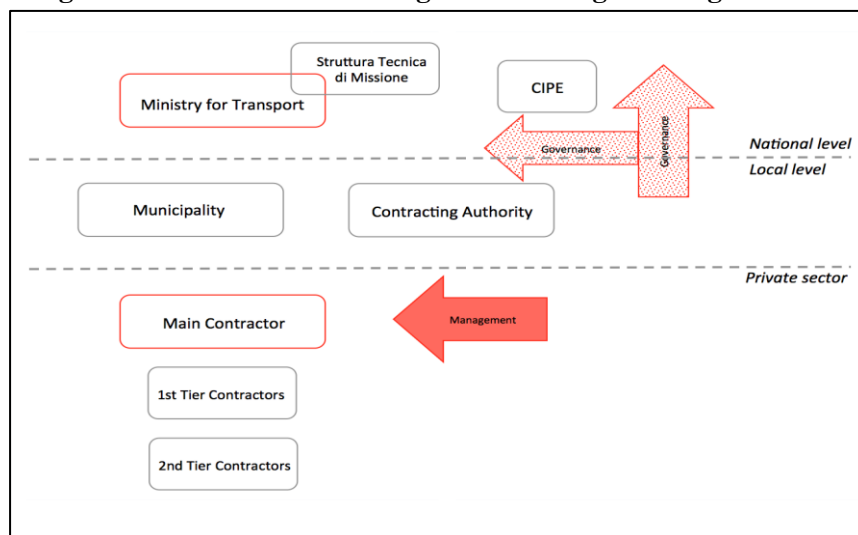 Struttura Tecnica
di Missione
Ministry for Transport
CIPE
Governance
Governance
National level
Local level
Municipality
Contracting Authority
Private sector
Main Contractor
Management
1st Tier Contractors
2nd Tier Contractors